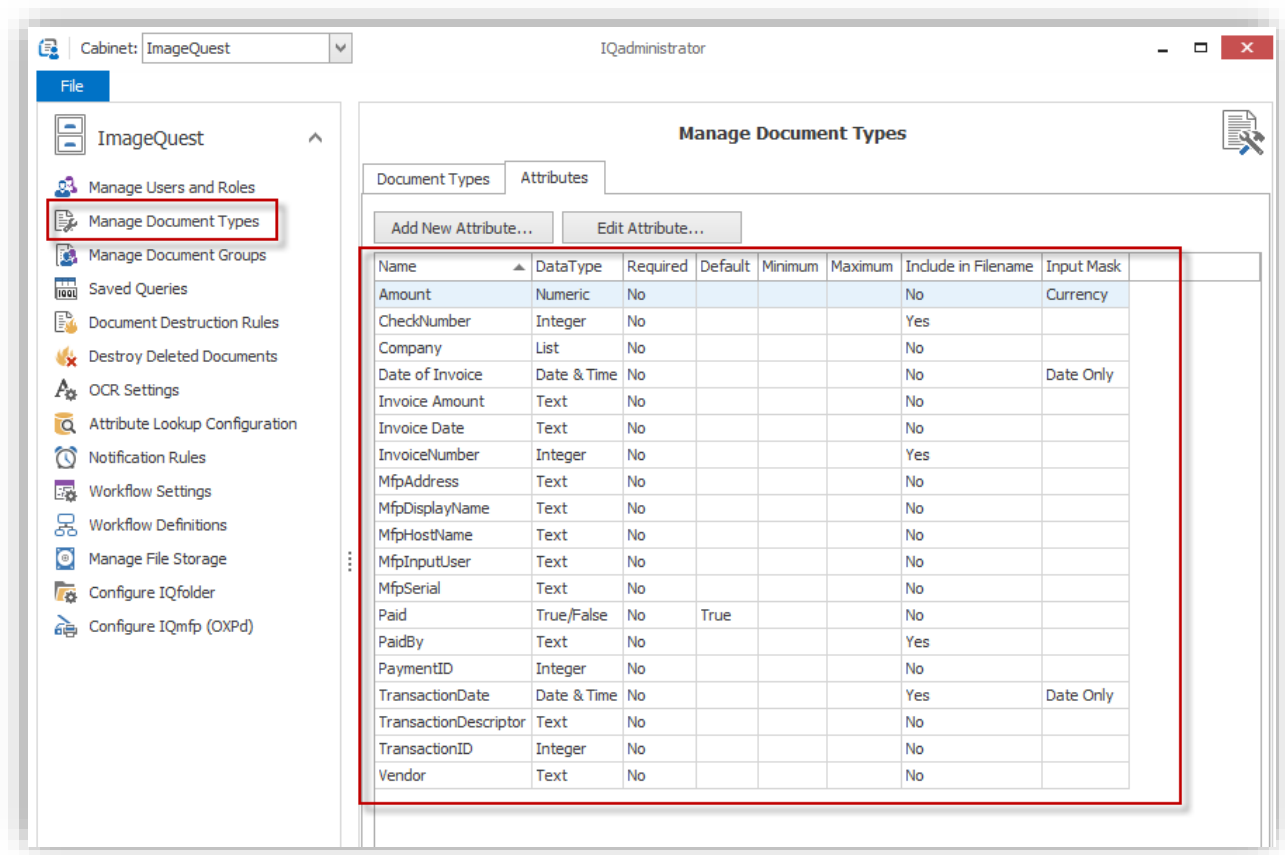 Cabinet: ImageQuest IQadministrator
File
ImageQuest
Manage Users and Roles
Manage Document Types
Manage Document Groups
Saved Queries
Document Destruction Rules
Destroy Deleted Documents
OCR Settings
Attribute Lookup Configuration
Notification Rules
Workflow Settings
Workflow Definitions
Manage File Storage
Configure IQfolder
Configure IQmfp (OXPd)
Manage Document Types
Document Types Attributes
Add New Attribute... Edit Attribute...
Name DataType Required Default Minimum Maximum Include in Filename Input Mask
Amount Numeric No No Currency
CheckNumber Integer No Yes
Company List No No
Date of Invoice Date & Time No No Date Only
Invoice Amount Text No No
Invoice Date Text No No
InvoiceNumber Integer No Yes
MfpAddress Text No No
MfpDisplayName Text No No
MfpHostName Text No No
MfpInputUser Text No No
MfpSerial Text No No
Paid True/False No True No
PaidBy Text No Yes
PaymentID Integer No No
TransactionDate Date & Time No Yes Date Only
TransactionDescriptor Text No No
TransactionID Integer No No
Vendor Text No No